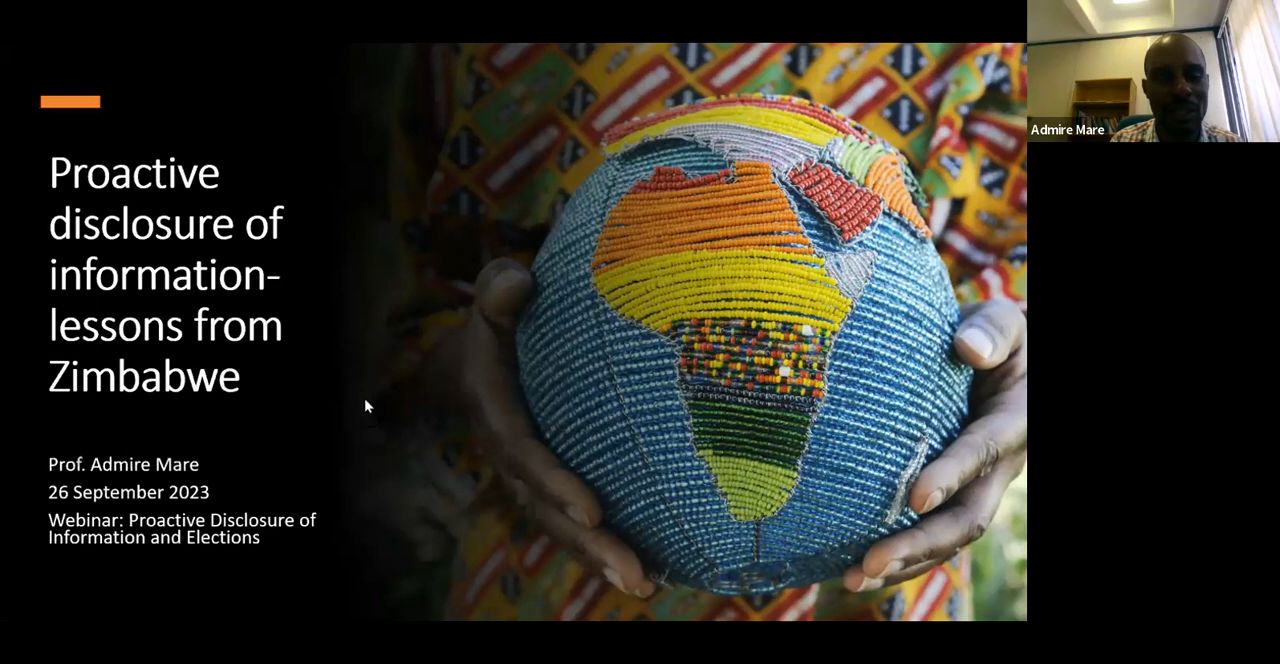 Proactive
disclosure of
information-
lessons from
Zimbabwe
Prof. Admire Mare
26 September 2023
Webinar: Proactive Disclosure of
Information and Elections
Admire Mare